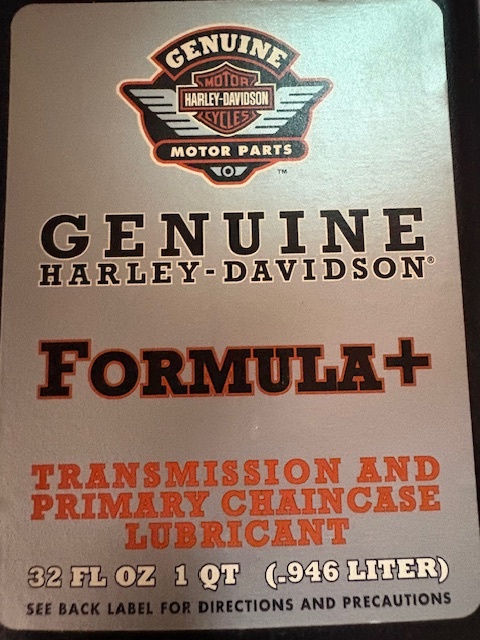 GENUINE
MOTOR
HARLEY-DAVIDSON
CYCLES
MOTOR PARTS
™
GENUINE
HARLEY-DAVIDSON®
FORMULA+
TRANSMISSION AND
PRIMARY CHAINCASE
LUBRICANT
32 FL OZ 1 QT (.946 LITER)
SEE BACK LABEL FOR DIRECTIONS AND PRECAUTIONS